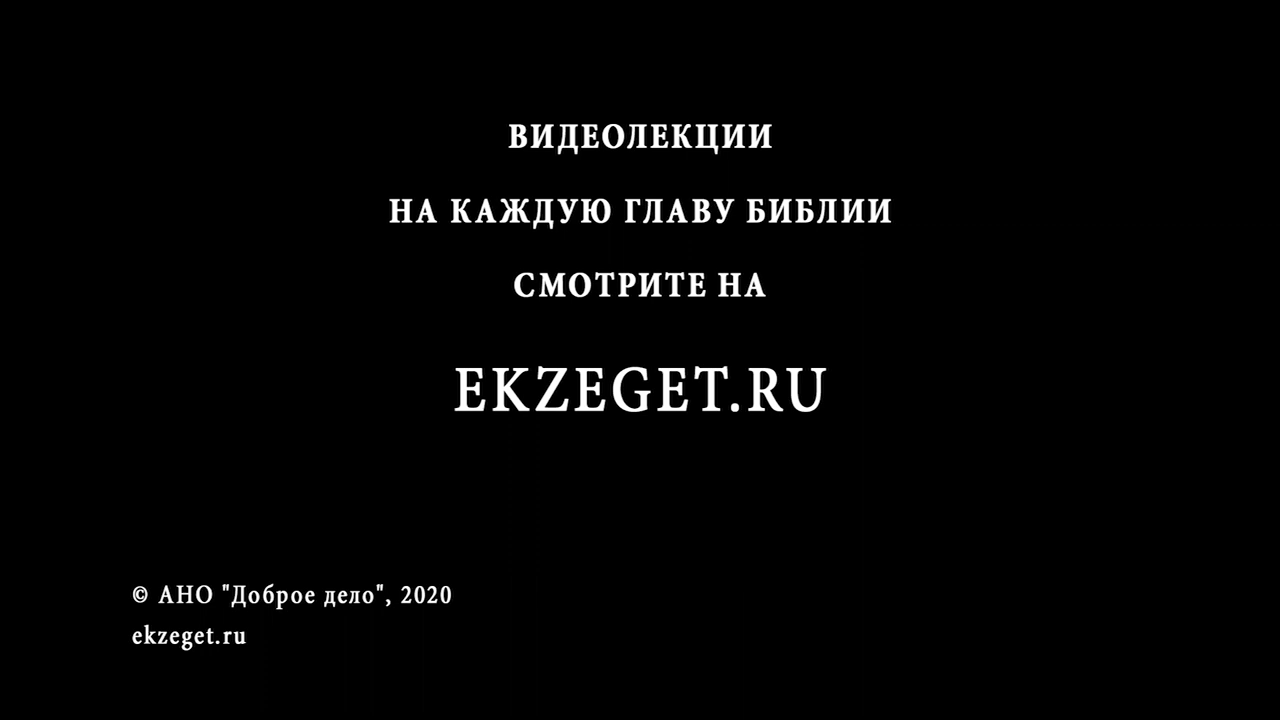 ВИДЕОЛЕКЦИИ
НА КАЖДУЮ ГЛАВУ БИБЛИИ
СМОТРИТЕ НА
EKZEGET.RU
© АНО "Доброе дело", 2020
ekzeget.ru